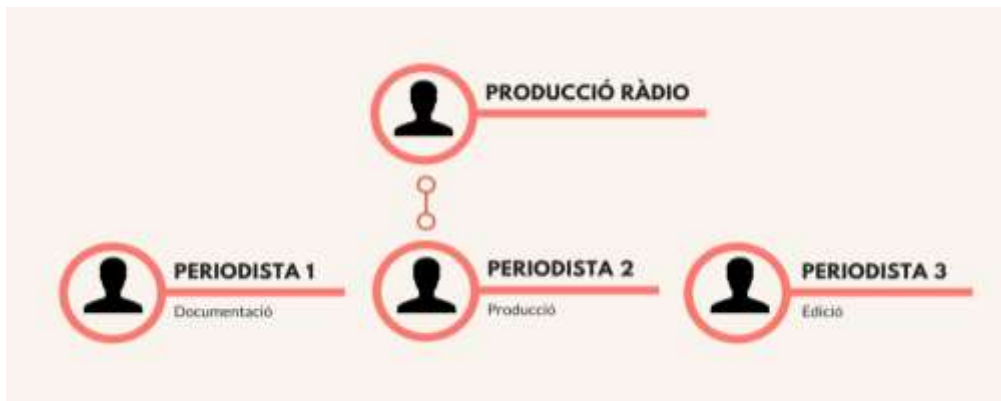 PRODUCCIÓ RÀDIO
PERIODISTA 1
Documentació
PERIODISTA 2
Producció
PERIODISTA 3
Edició